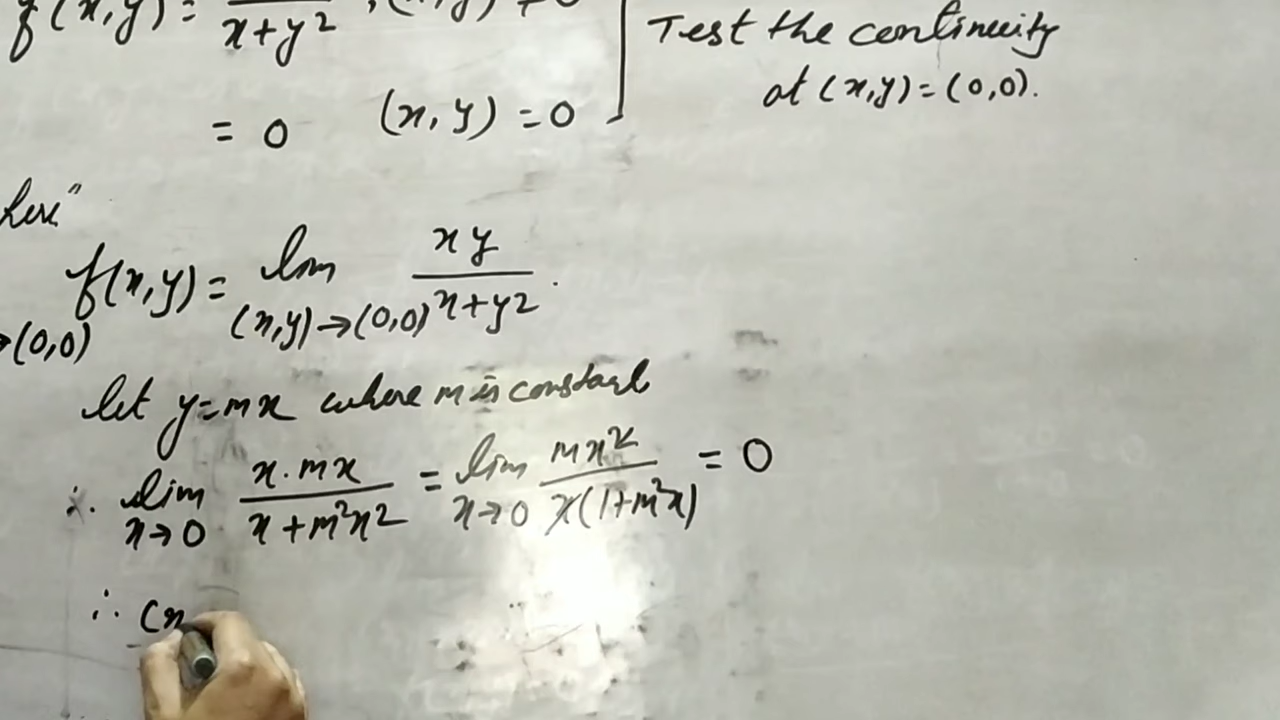 f(x,y) = / x+y² , (x,y) ≠ 0
= 0 (x,y) = 0
Test the continuity
at (x,y) = (0,0).
here"
f(x,y) = lim xy / x+y² .
→(0,0) (x,y)→(0,0)
let y=mx where m is constant
∴ lim x→0 x.mx / x+m²x² = lim x→0 mx² / x(1+m²x) = 0
∴ (x